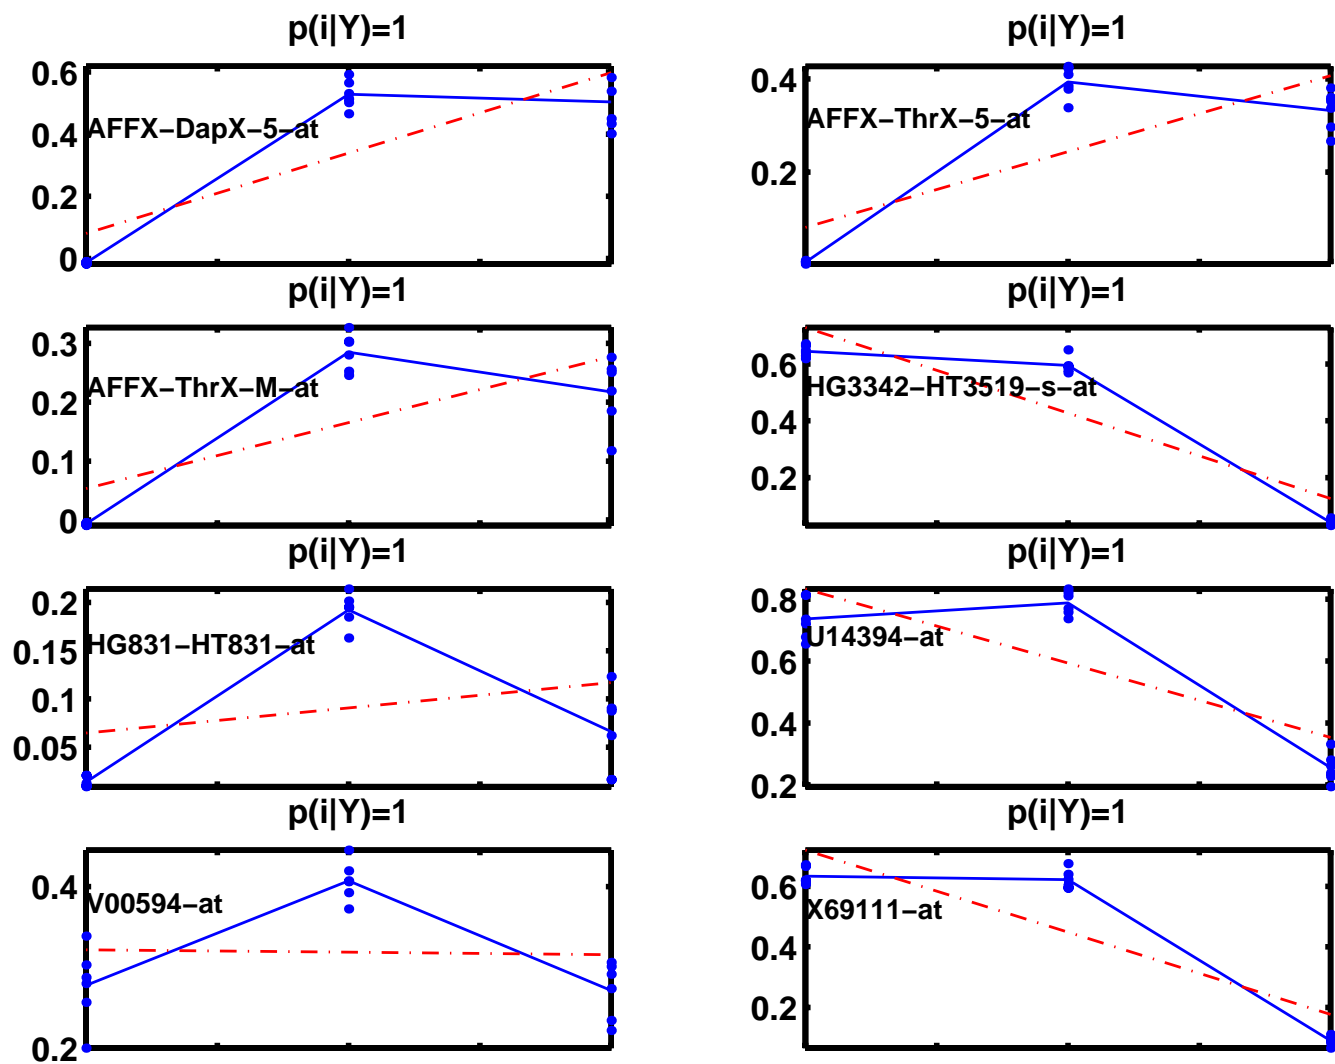 p(i|Y)=1
0.6
0.4
0.2
0
AFFX−DapX−5−at
p(i|Y)=1
0.4
0.2
AFFX−ThrX−5−at
p(i|Y)=1
0.3
0.2
0.1
0
AFFX−ThrX−M−at
p(i|Y)=1
0.6
0.4
0.2
HG3342−HT3519−s−at
p(i|Y)=1
0.2
0.15
0.1
0.05
HG831−HT831−at
p(i|Y)=1
0.8
0.6
0.4
0.2
U14394−at
p(i|Y)=1
0.4
0.2
V00594−at
p(i|Y)=1
0.6
0.4
0.2
X69111−at